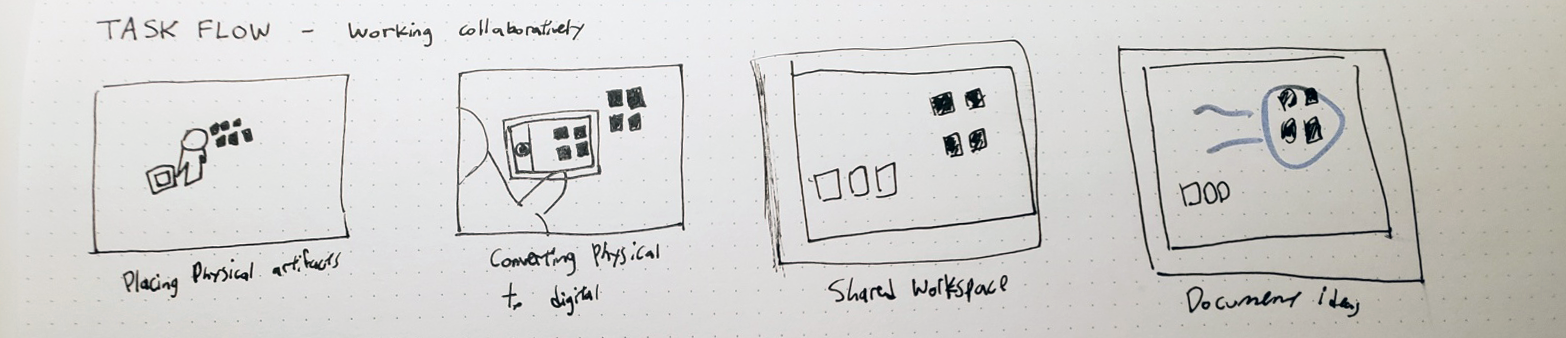 TASK FLOW - Working collaboratively
Placing Physical artifacts
Converting Physical
to digital
Shared Workspace
Document ideas